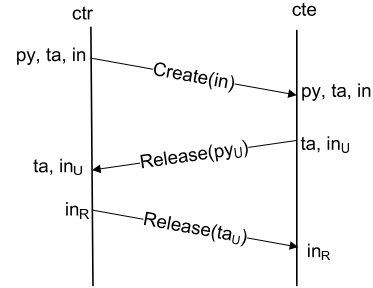 ctr cte
py, ta, in
Create(in)
py, ta, in
Release(pyU)
ta, inU
ta, inU
inR
Release(taU)
inR